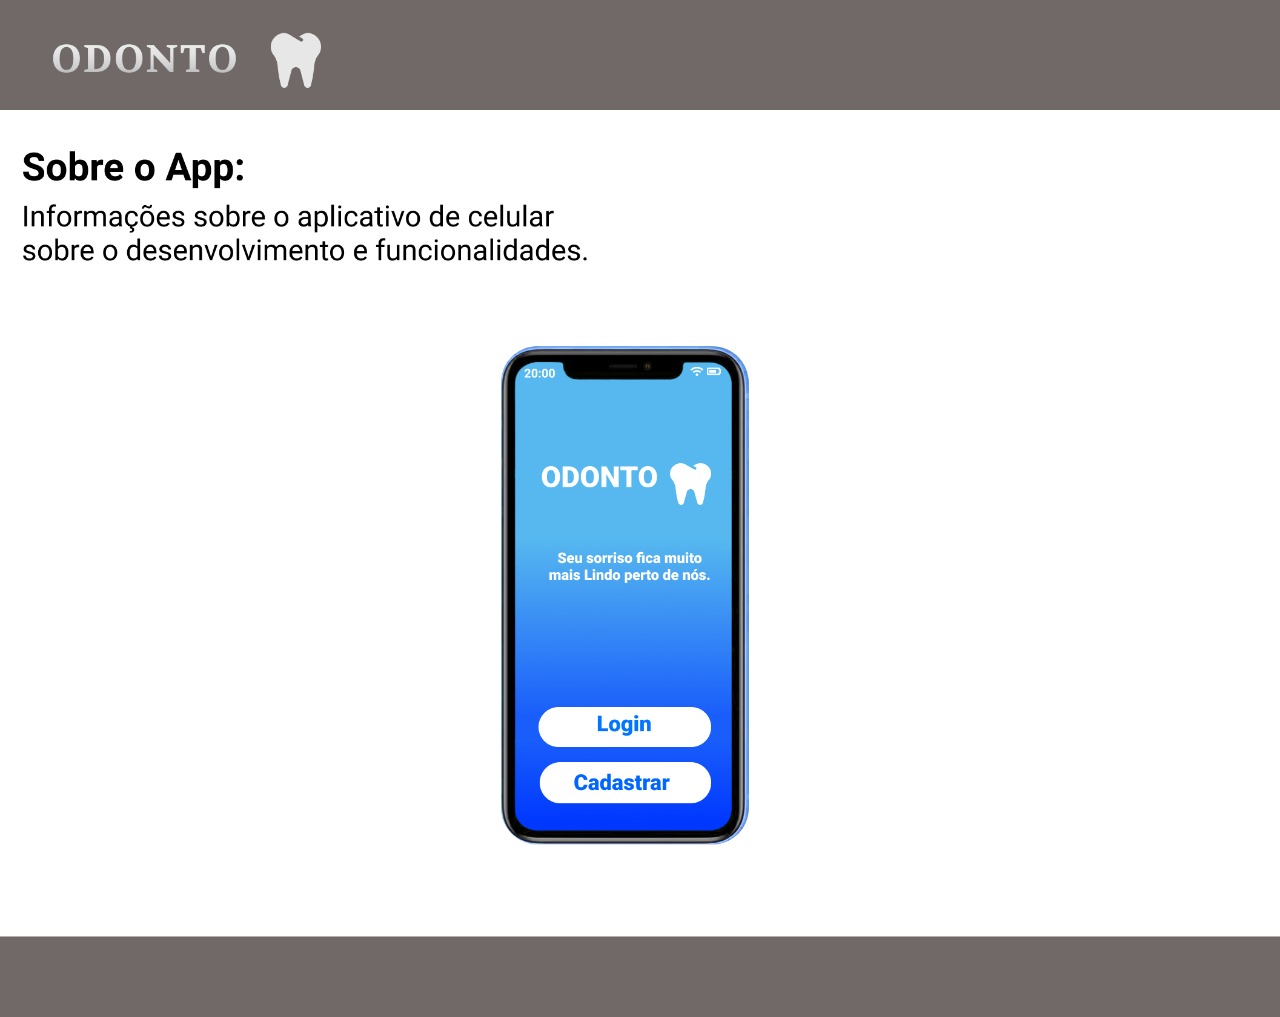 ODONTO
Sobre o App:
Informações sobre o aplicativo de celular
sobre o desenvolvimento e funcionalidades.
20:00
ODONTO
Seu sorriso fica muito
mais Lindo perto de nós.
Login
Cadastrar